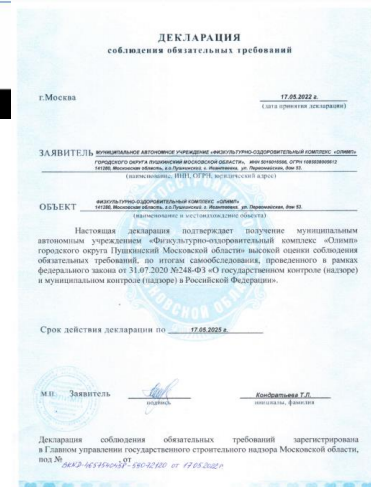 ДЕКЛАРАЦИЯ
соблюдения обязательных требований
г.Москва
17.05.2022 г.
(дата принятия декларации)
ЗАЯВИТЕЛЬ МУНИЦИПАЛЬНОЕ АВТОНОМНОЕ УЧРЕЖДЕНИЕ «ФИЗКУЛЬТУРНО-ОЗДОРОВИТЕЛЬНЫЙ КОМПЛЕКС «ОЛИМП»
ГОРОДСКОГО ОКРУГА ПУШКИНСКИЙ МОСКОВСКОЙ ОБЛАСТИ», ИНН ОГРН
141280, Московская область, г.о.Пушкинский, г. Ивантеевка, ул. Первомайская, дом 53.
(наименование, ИНН, ОГРН, юридический адрес)
ОБЪЕКТ ФИЗКУЛЬТУРНО-ОЗДОРОВИТЕЛЬНЫЙ КОМПЛЕКС «ОЛИМП»
141280, Московская область, г.о.Пушкинский, г. Ивантеевка, ул. Первомайская, дом 53.
(наименование и местонахождение объекта)
Настоящая декларация подтверждает получение муниципальным
автономным учреждением «Физкультурно-оздоровительный комплекс «Олимп»
городского округа Пушкинский Московской области» высокой оценки соблюдения
обязательных требований, по итогам самообследования, проведенного в рамках
федерального закона от 31.07.2020 №248-ФЗ «О государственном контроле (надзоре)
и муниципальном контроле (надзоре) в Российской Федерации».
Срок действия декларации по 17.05.2025 г.
М.П. Заявитель
подпись
Кондратьева Т.Л.
инициалы, фамилия
Декларация соблюдения обязательных требований зарегистрирована
в Главном управлении государственного строительного надзора Московской области,
под № от
от 17.05.2022г